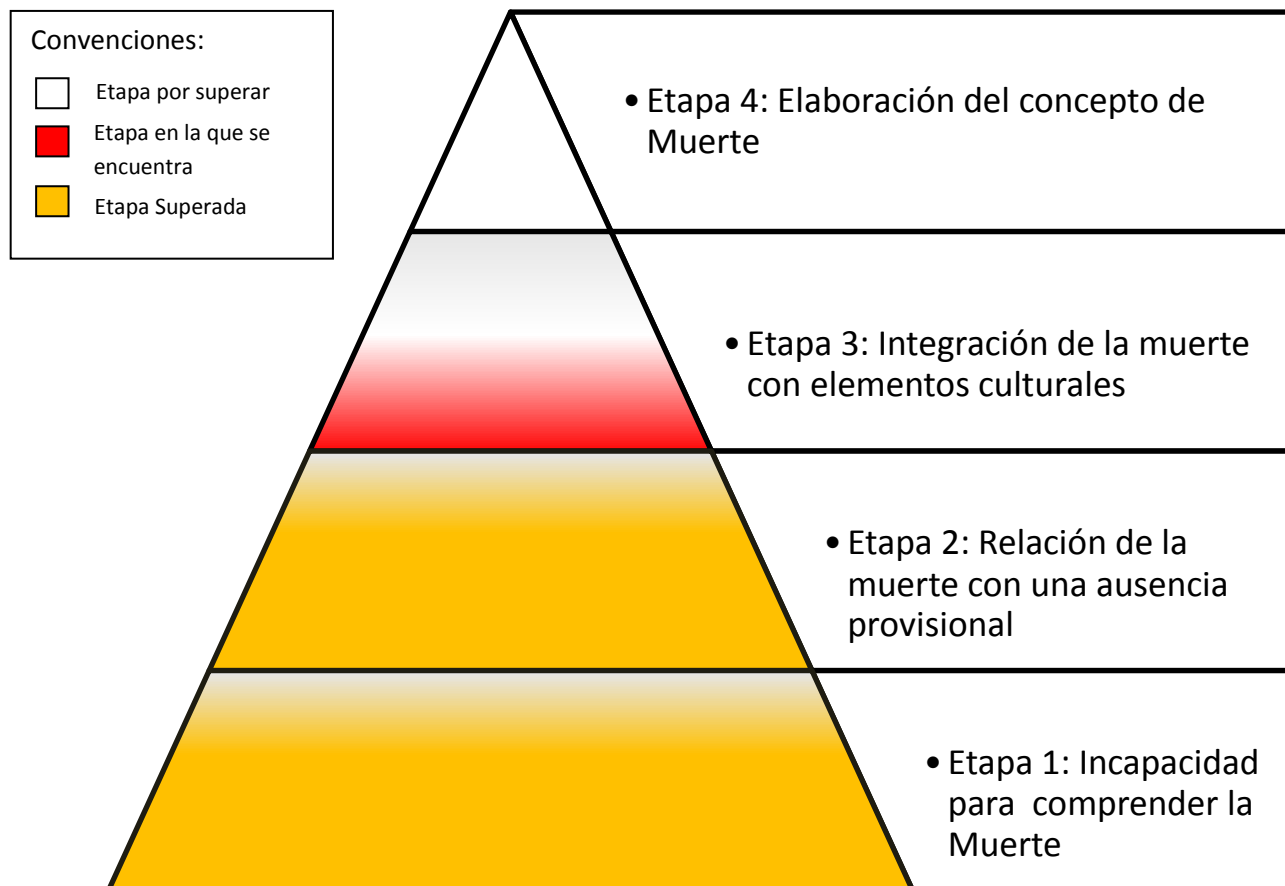 Convenciones:
Etapa por superar
Etapa en la que se
encuentra
Etapa Superada
• Etapa 4: Elaboración del concepto de
Muerte
• Etapa 3: Integración de la muerte
con elementos culturales
• Etapa 2: Relación de la
muerte con una ausencia
provisional
• Etapa 1: Incapacidad
para comprender la
Muerte